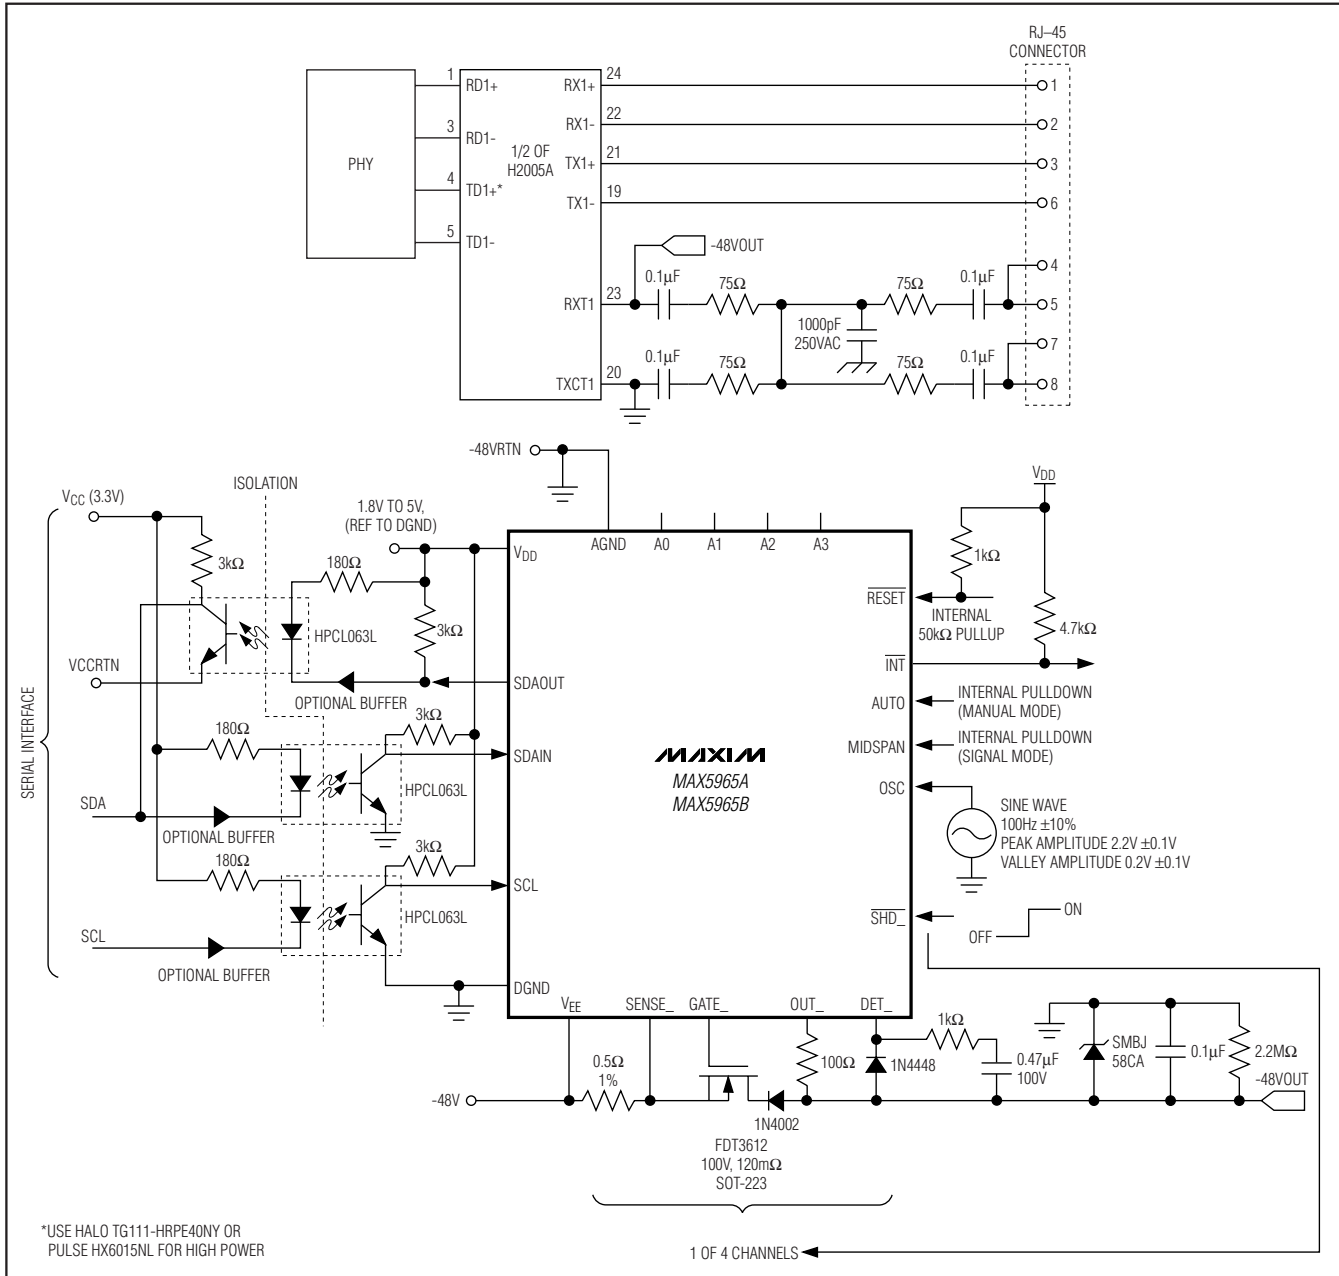 RJ–45
CONNECTOR
PHY
1
3
4
5
RD1+
RD1-
TD1+*
TD1-
1/2 OF
H2005A
RX1+
RX1-
TX1+
TX1-
RXT1
TXCT1
24
22
21
19
23
20
1
2
3
6
4
5
7
8
-48VOUT
0.1µF
75Ω
75Ω
0.1µF
1000pF
250VAC
0.1µF
75Ω
75Ω
0.1µF
-48VRTN
ISOLATION
VCC (3.3V)
1.8V TO 5V,
(REF TO DGND)
3kΩ
180Ω
HPCL063L
3kΩ
VCCRTN
OPTIONAL BUFFER
SERIAL INTERFACE
180Ω
3kΩ
HPCL063L
SDA
OPTIONAL BUFFER
180Ω
3kΩ
HPCL063L
SCL
OPTIONAL BUFFER
AGND
A0
A1
A2
A3
VDD
SDAOUT
SDAIN
SCL
DGND
MAXIM
MAX5965A
MAX5965B
RESET
INT
AUTO
MIDSPAN
OSC
SHD_
VEE
SENSE_
GATE_
OUT_
DET_
VDD
1kΩ
INTERNAL
50kΩ PULLUP
4.7kΩ
INTERNAL PULLDOWN
(MANUAL MODE)
INTERNAL PULLDOWN
(SIGNAL MODE)
SINE WAVE
100Hz ±10%
PEAK AMPLITUDE 2.2V ±0.1V
VALLEY AMPLITUDE 0.2V ±0.1V
ON
OFF
-48V
0.5Ω
1%
FDT3612
100V, 120mΩ
SOT-223
1N4002
100Ω
1N4448
1kΩ
0.47µF
100V
SMBJ
58CA
0.1µF
2.2MΩ
-48VOUT
1 OF 4 CHANNELS
*USE HALO TG111-HRPE40NY OR
PULSE HX6015NL FOR HIGH POWER